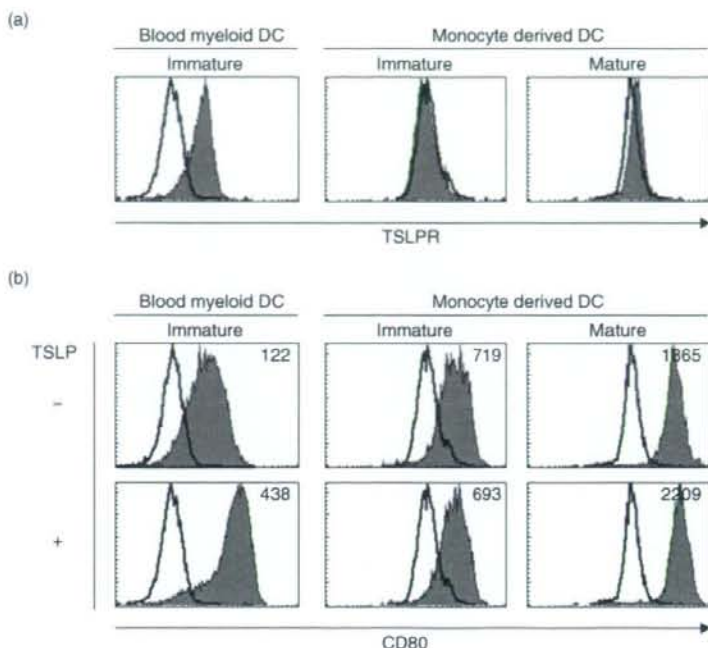 (a)
Blood myeloid DC Monocyte derived DC
Immature Immature Mature
TSLPR
(b)
Blood myeloid DC Monocyte derived DC
TSLP Immature Immature Mature
− 122 719 1865
+ 438 693 2209
CD80